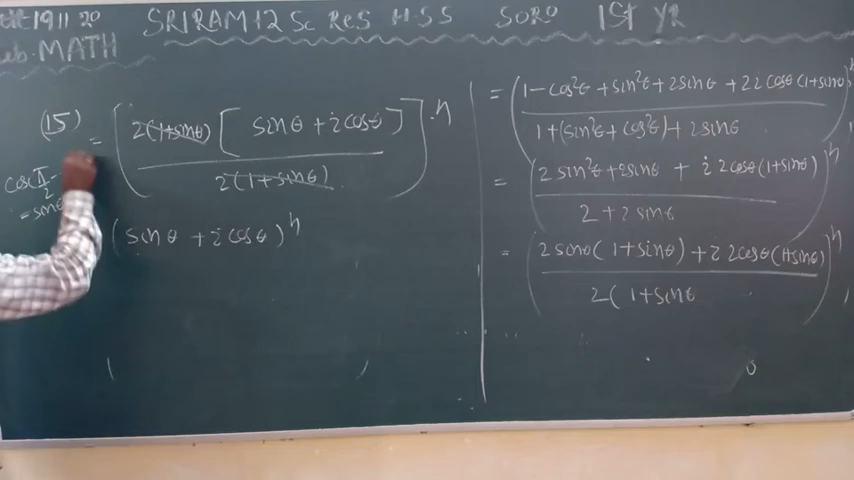 19 11 20 SRIRAM 12 Sc ReS H.S.S SORO 1St YR
MATH
(15) = [2(1+sinθ) [sinθ + icosθ] / 2(1+sinθ)]^n
cos(π/2 -
= sinθ
(sinθ + icosθ)^n
= (1-cos²θ + sin²θ + 2sinθ + 2i cosθ (1+sinθ) / 1+(sin²θ + cos²θ) + 2sinθ)^n
= (2sin²θ + 2sinθ + i 2cosθ(1+sinθ) / 2 + 2sinθ)^n
= (2sinθ(1+sinθ) + i 2cosθ(1+sinθ) / 2(1+sinθ)^n